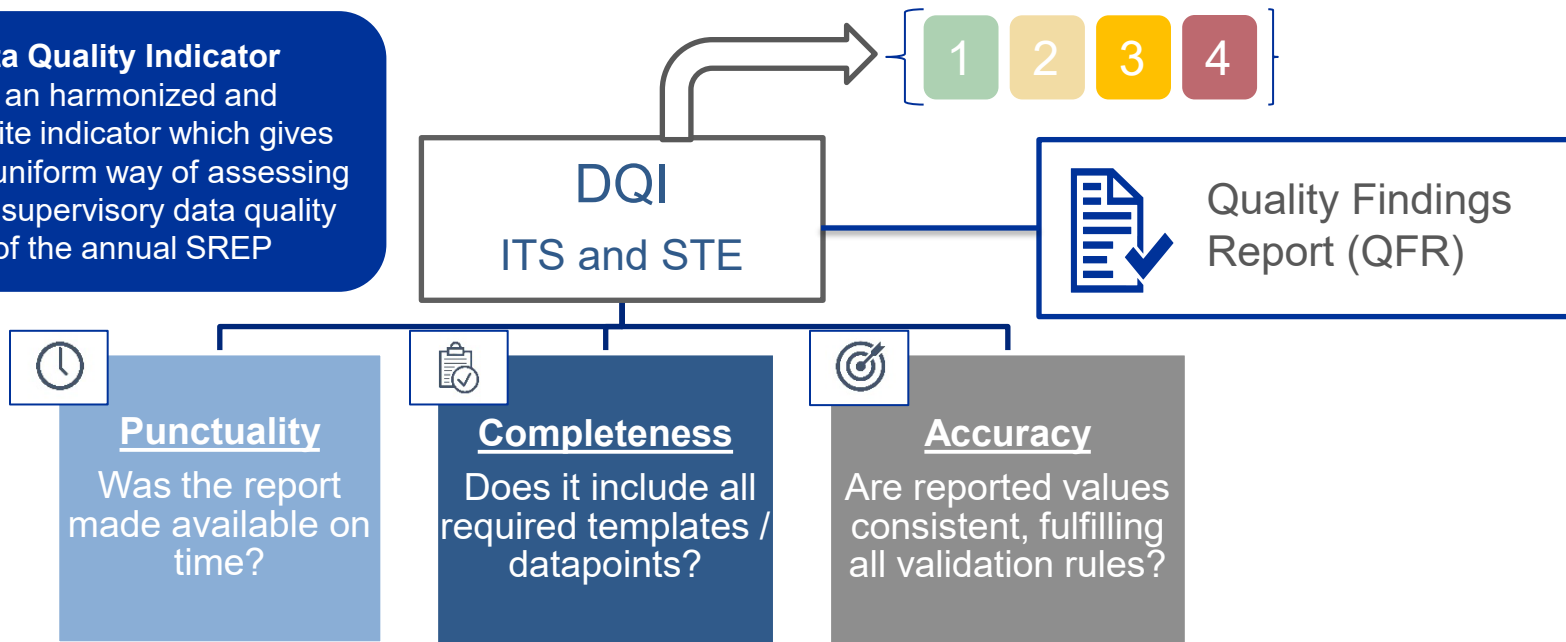 Quality Indicator
an harmonized and
indicator which gives
uniform way of assessing
supervisory data quality
of the annual SREP
1 2 3 4
DQI
ITS and STE
Quality Findings
Report (QFR)
Punctuality
Was the report
made available on
time?
Completeness
Does it include all
required templates /
datapoints?
Accuracy
Are reported values
consistent, fulfilling
all validation rules?